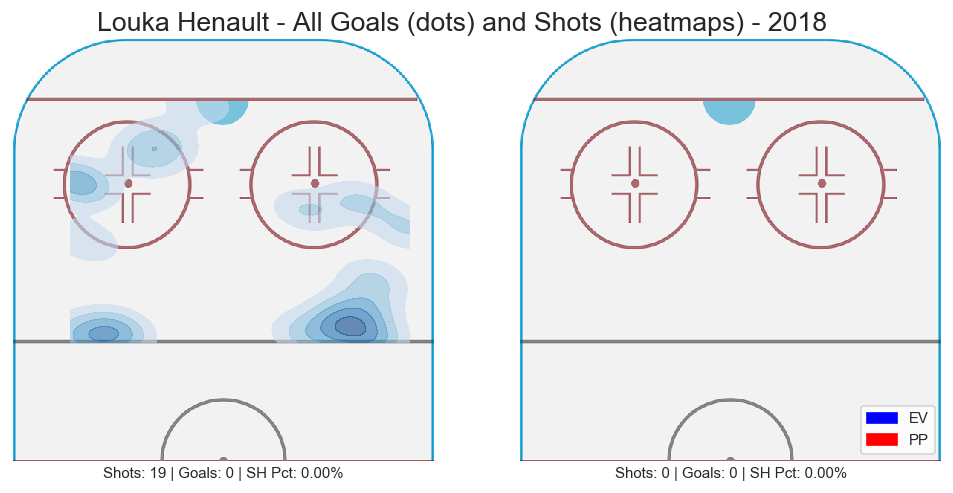 Louka Henault - All Goals (dots) and Shots (heatmaps) - 2018
EV
PP
Shots: 19 | Goals: 0 | SH Pct: 0.00%
Shots: 0 | Goals: 0 | SH Pct: 0.00%